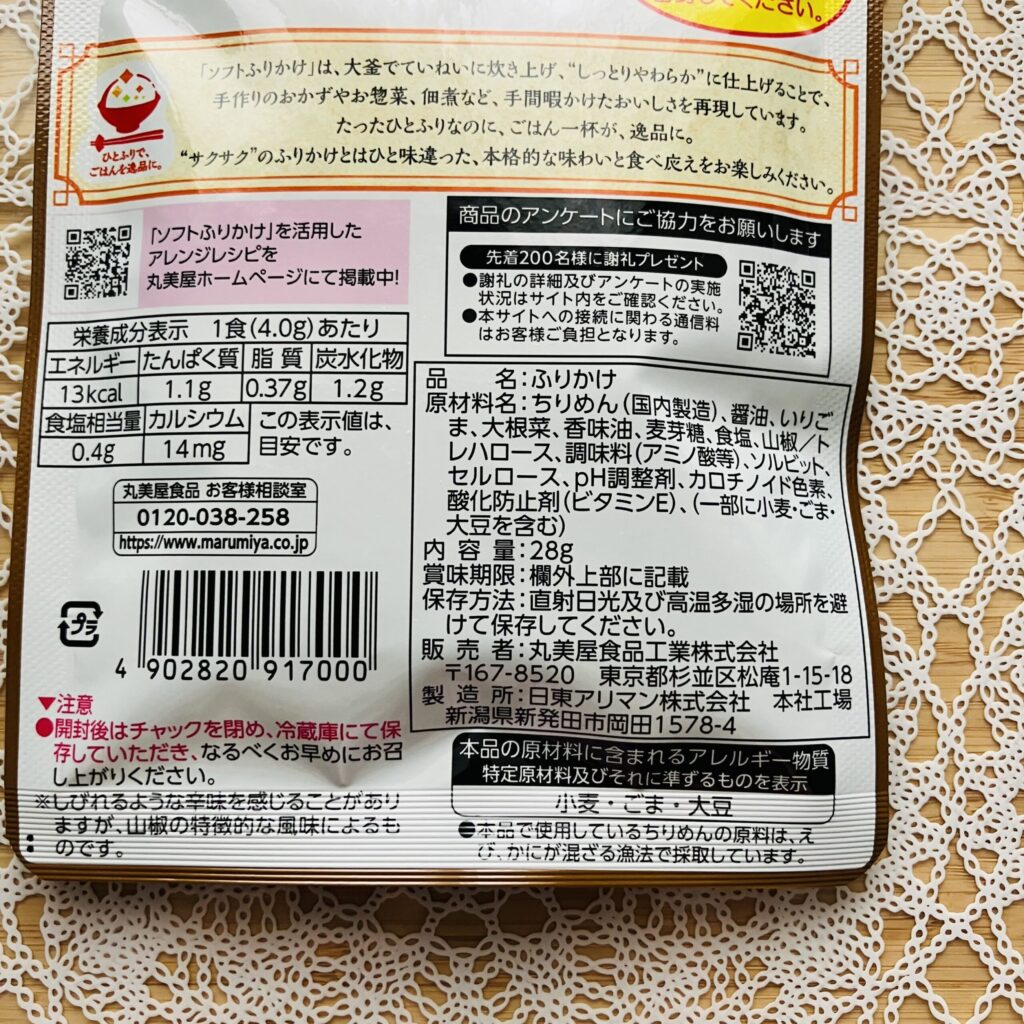 してください。
「ソフトふりかけ」は、大釜でていねいに炊き上げ、“しっとりやわらか”に仕上げることで、
手作りのおかずやお惣菜、佃煮など、手間暇かけたおいしさを再現しています。
たったひとふりなのに、ごはん一杯が、逸品に。
“サクサク”のふりかけとはひと味違った、本格的な味わいと食べ応えをお楽しみください。
ひとふりで、
ごはんを逸品に。
「ソフトふりかけ」を活用した
アレンジレシピを
丸美屋ホームページにて掲載中!
商品のアンケートにご協力をお願いします
先着200名様に謝礼プレゼント
●謝礼の詳細及びアンケートの実施
状況はサイト内をご確認ください。
●本サイトへの接続に関わる通信料
はお客様ご負担となります。
栄養成分表示 1食(4.0g)あたり
エネルギー たんぱく質 脂質 炭水化物
13kcal 1.1g 0.37g 1.2g
食塩相当量 カルシウム この表示値は、
0.4g 14mg 目安です。
丸美屋食品 お客様相談室
0120-038-258
https://www.marumiya.co.jp
プラ
4 902820 917000
▼注意
●開封後はチャックを閉め、冷蔵庫にて保
存していただき、なるべくお早めにお召
し上がりください。
※しびれるような辛味を感じることがあり
ますが、山椒の特徴的な風味によるも
のです。
品名:ふりかけ
原材料名:ちりめん(国内製造)、醤油、いりご
ま、大根菜、香味油、麦芽糖、食塩、山椒/ト
レハロース、調味料(アミノ酸等)、ソルビット、
セルロース、pH調整剤、カロチノイド色素、
酸化防止剤(ビタミンE)、(一部に小麦・ごま・
大豆を含む)
内容量:28g
賞味期限:欄外上部に記載
保存方法:直射日光及び高温多湿の場所を避
けて保存してください。
販売者:丸美屋食品工業株式会社
〒167-8520 東京都杉並区松庵1-15-18
製造所:日東アリマン株式会社 本社工場
新潟県新発田市岡田1578-4
本品の原材料に含まれるアレルギー物質
特定原材料及びそれに準ずるものを表示
小麦・ごま・大豆
●本品で使用しているちりめんの原料は、え
び、かにが混ざる漁法で採取しています。